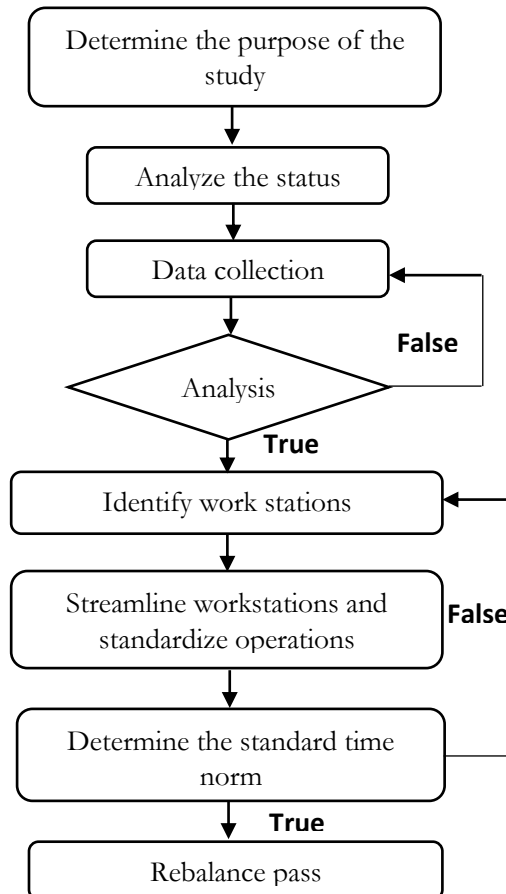 Determine the purpose of the
study
Analyze the status
Data collection
False
Analysis
True
Identify work stations
Streamline workstations and
standardize operations
False
Determine the standard time
norm
True
Rebalance pass